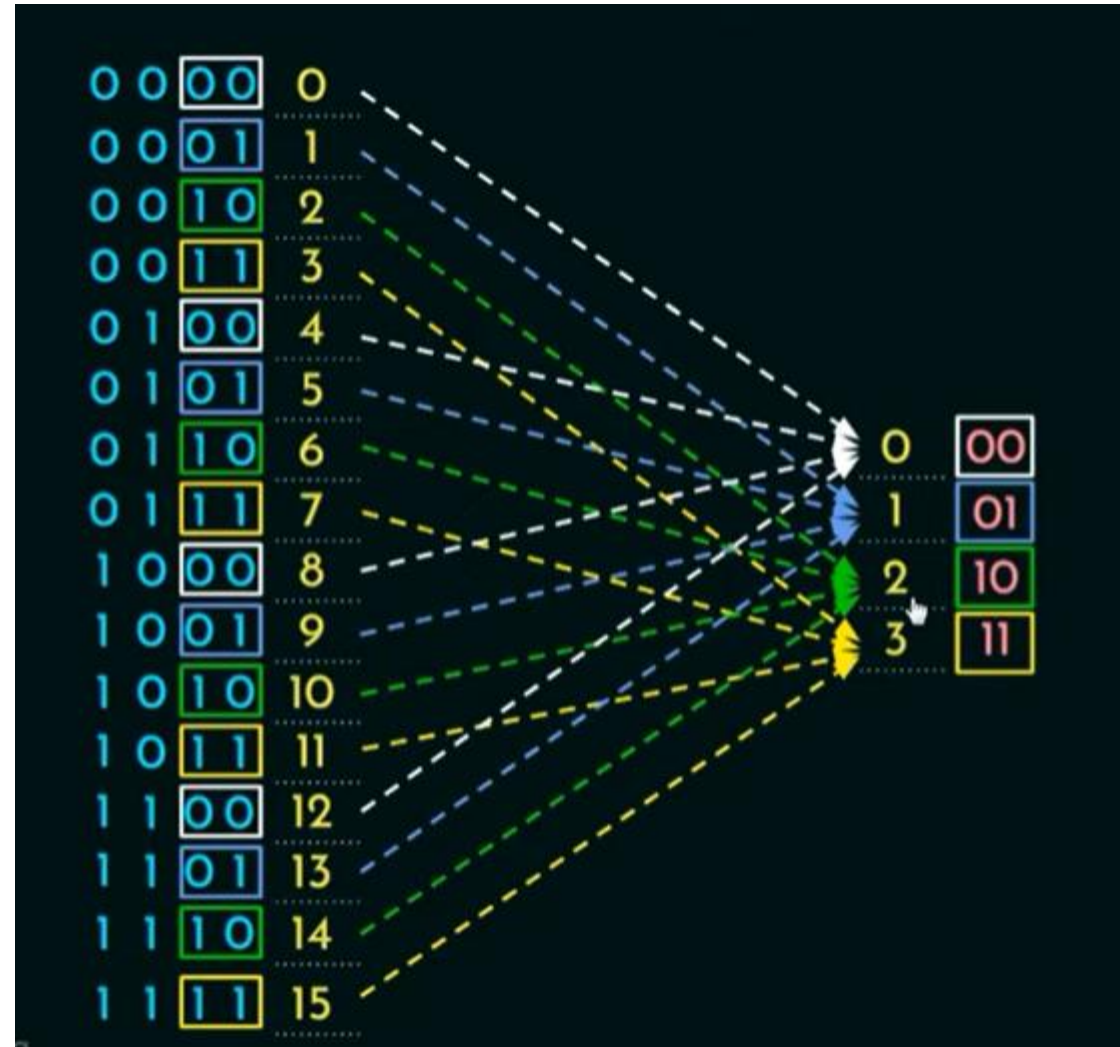 0 0 0 0 0
0 0 0 1 1
0 0 1 0 2
0 0 1 1 3
0 1 0 0 4
0 1 0 1 5
0 1 1 0 6
0 1 1 1 7
1 0 0 0 8
1 0 0 1 9
1 0 1 0 10
1 0 1 1 11
1 1 0 0 12
1 1 0 1 13
1 1 1 0 14
1 1 1 1 15
0 00
1 01
2 10
3 11